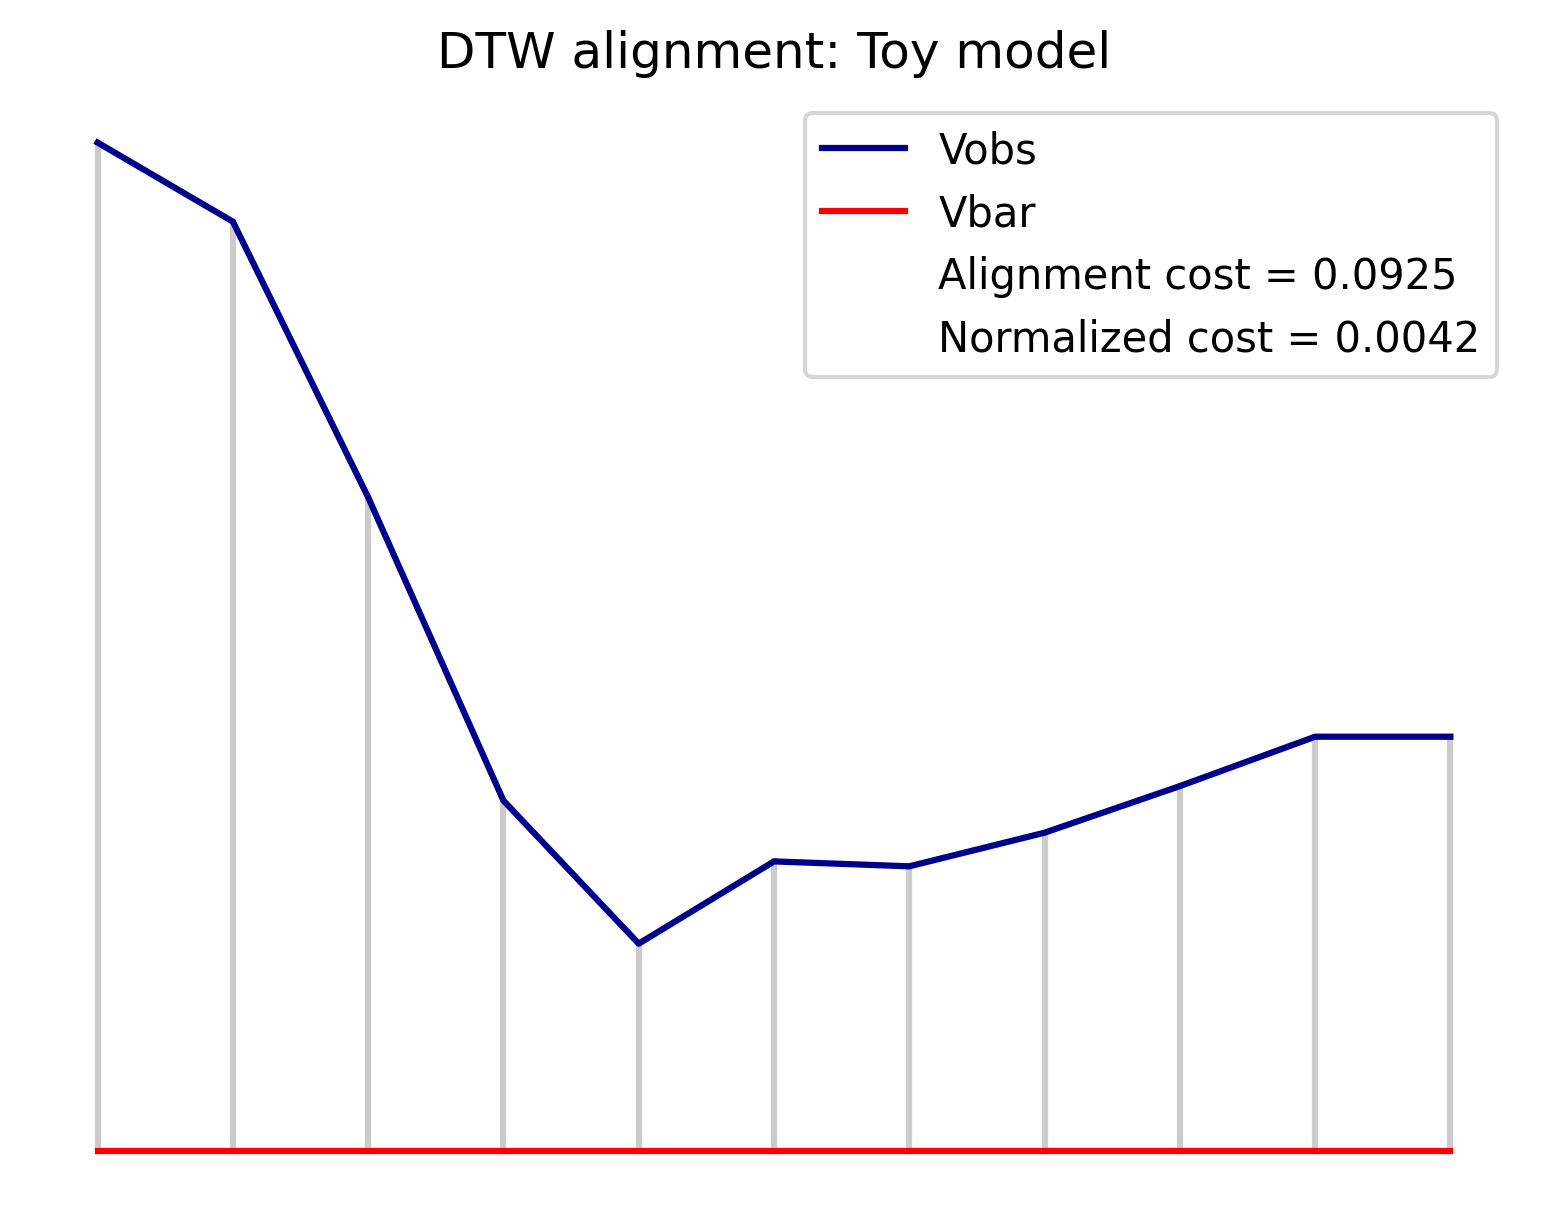 DTW alignment: Toy model
Vobs
Vbar
Alignment cost = 0.0925
Normalized cost = 0.0042